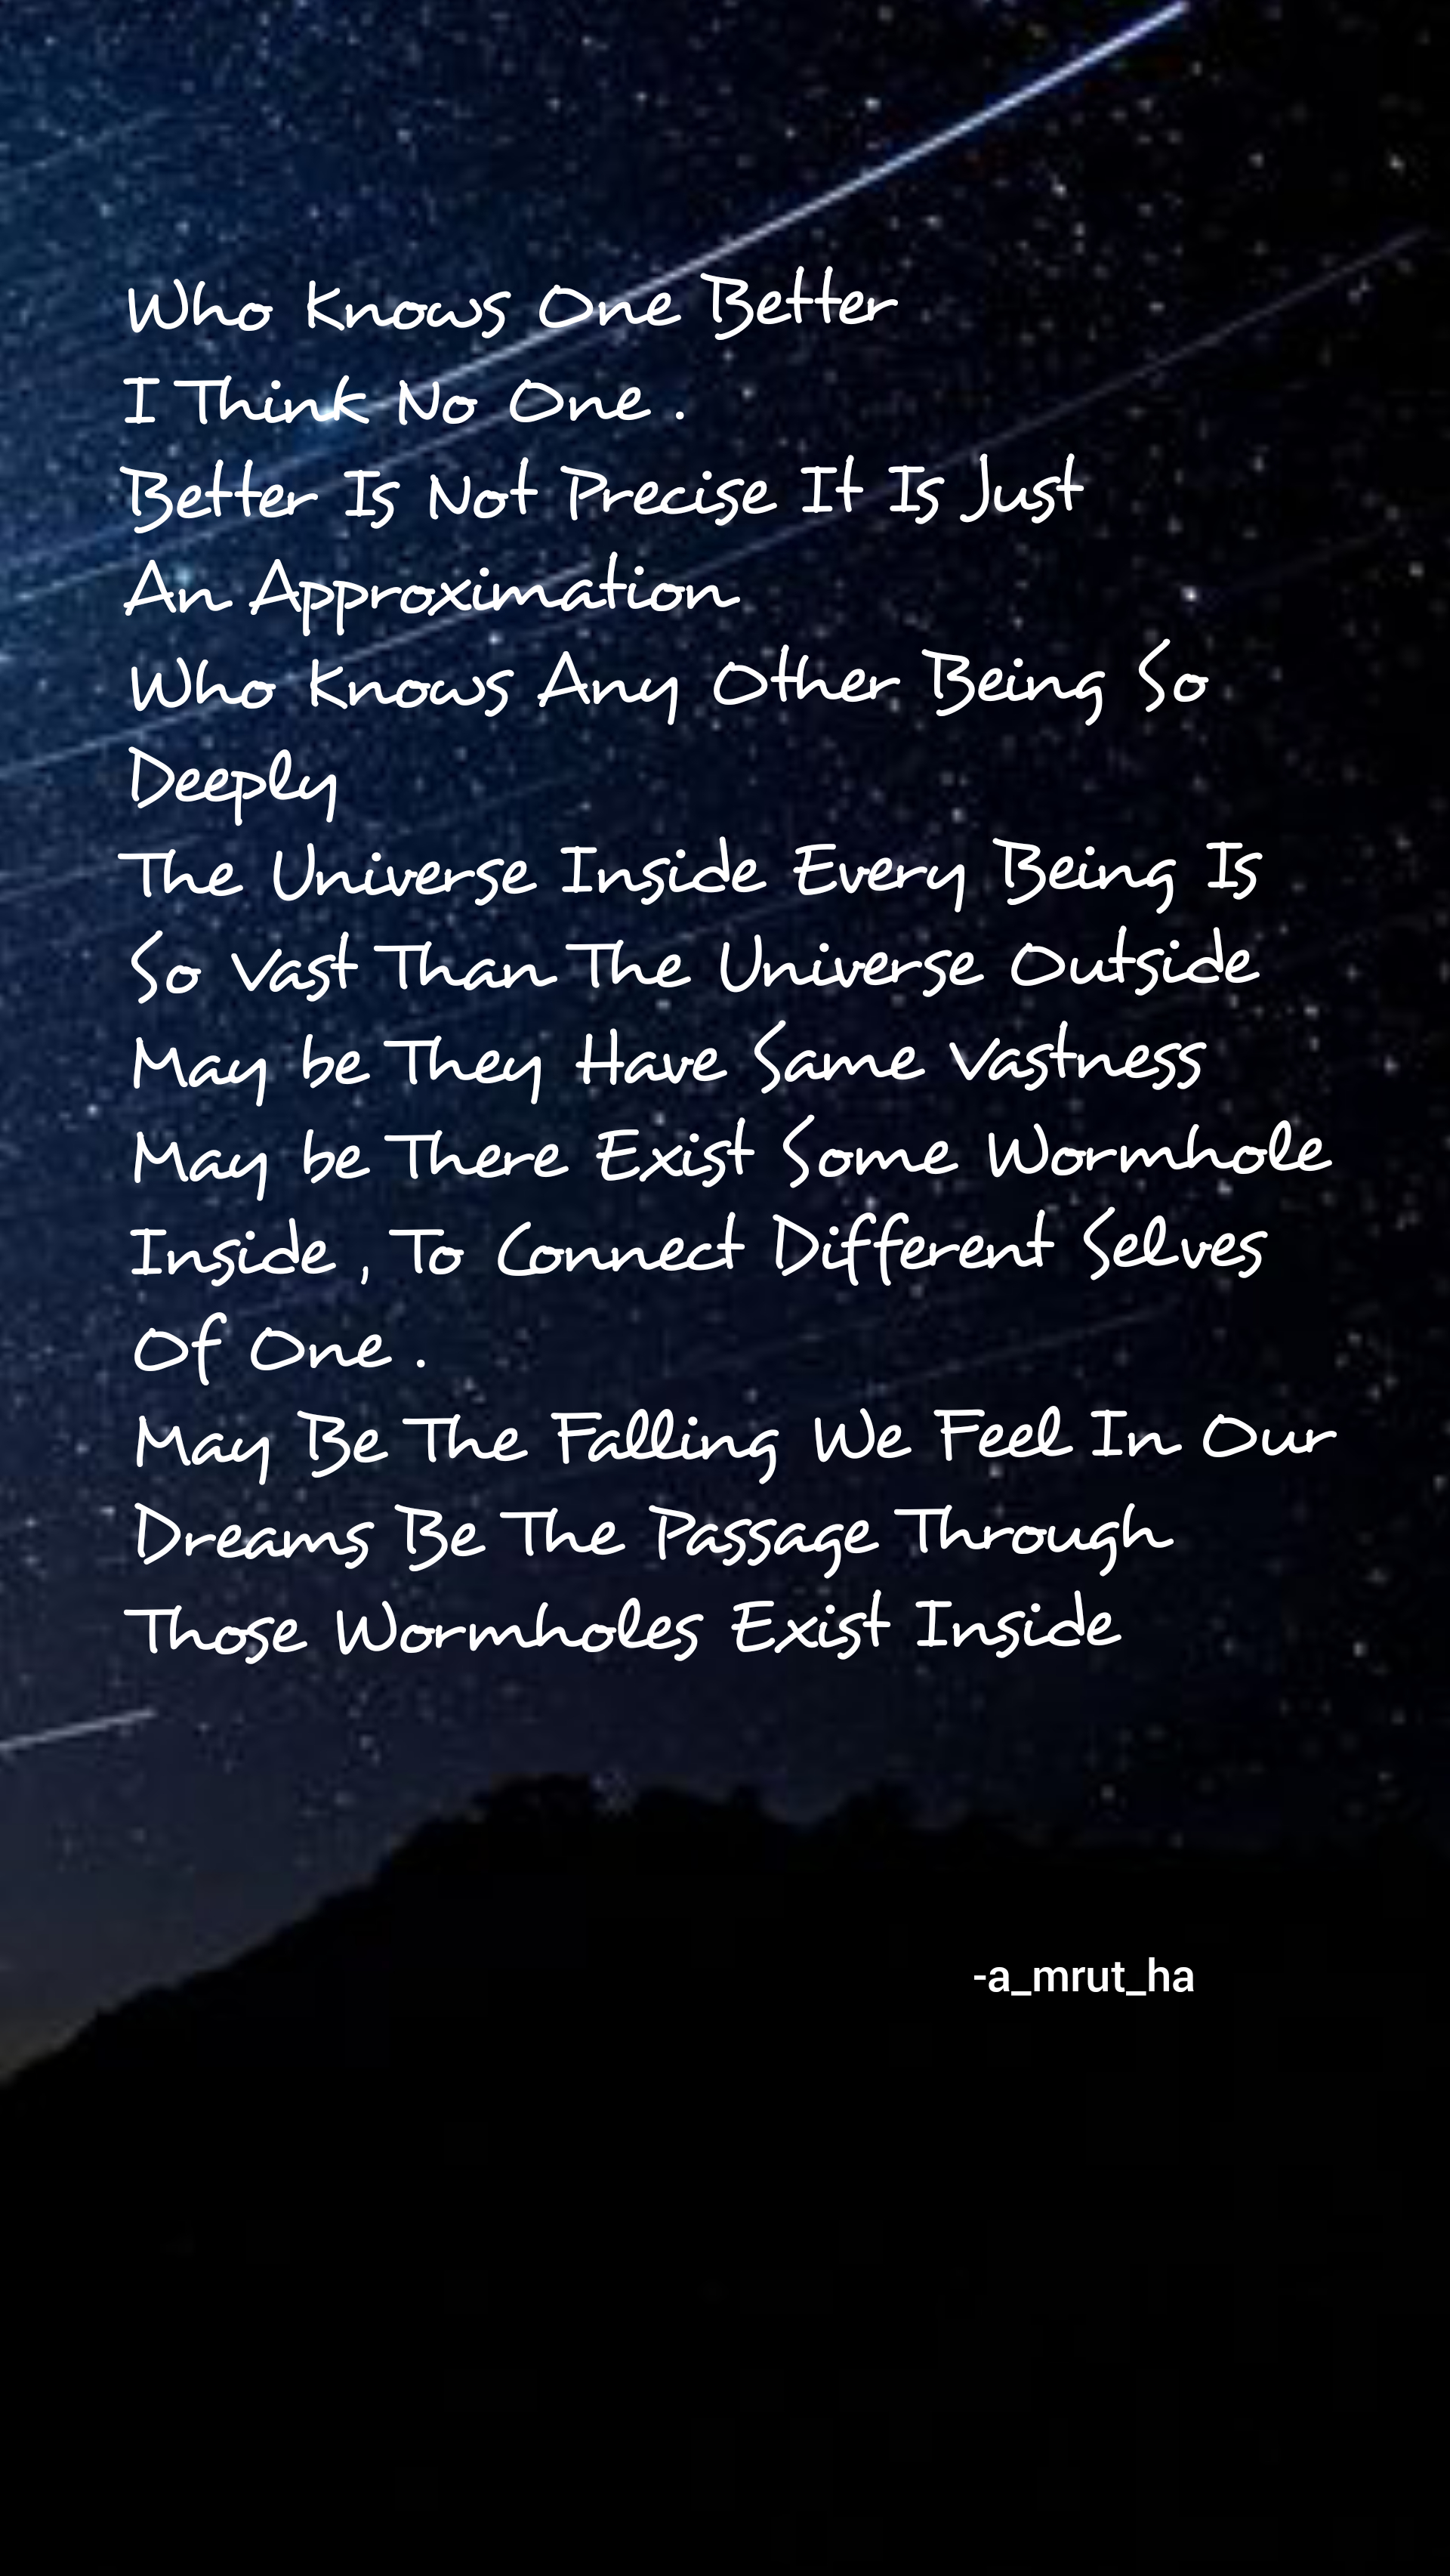 Who Knows One Better
I Think No One .
Better Is Not Precise It Is Just
An Approximation
Who Knows Any Other Being So
Deeply
The Universe Inside Every Being Is
So Vast Than The Universe Outside
May be They Have Same Vastness
May be There Exist Some Wormhole
Inside , To Connect Different Selves
Of One .
May Be The Falling We Feel In Our
Dreams Be The Passage Through
Those Wormholes Exist Inside
-a_mrut_ha